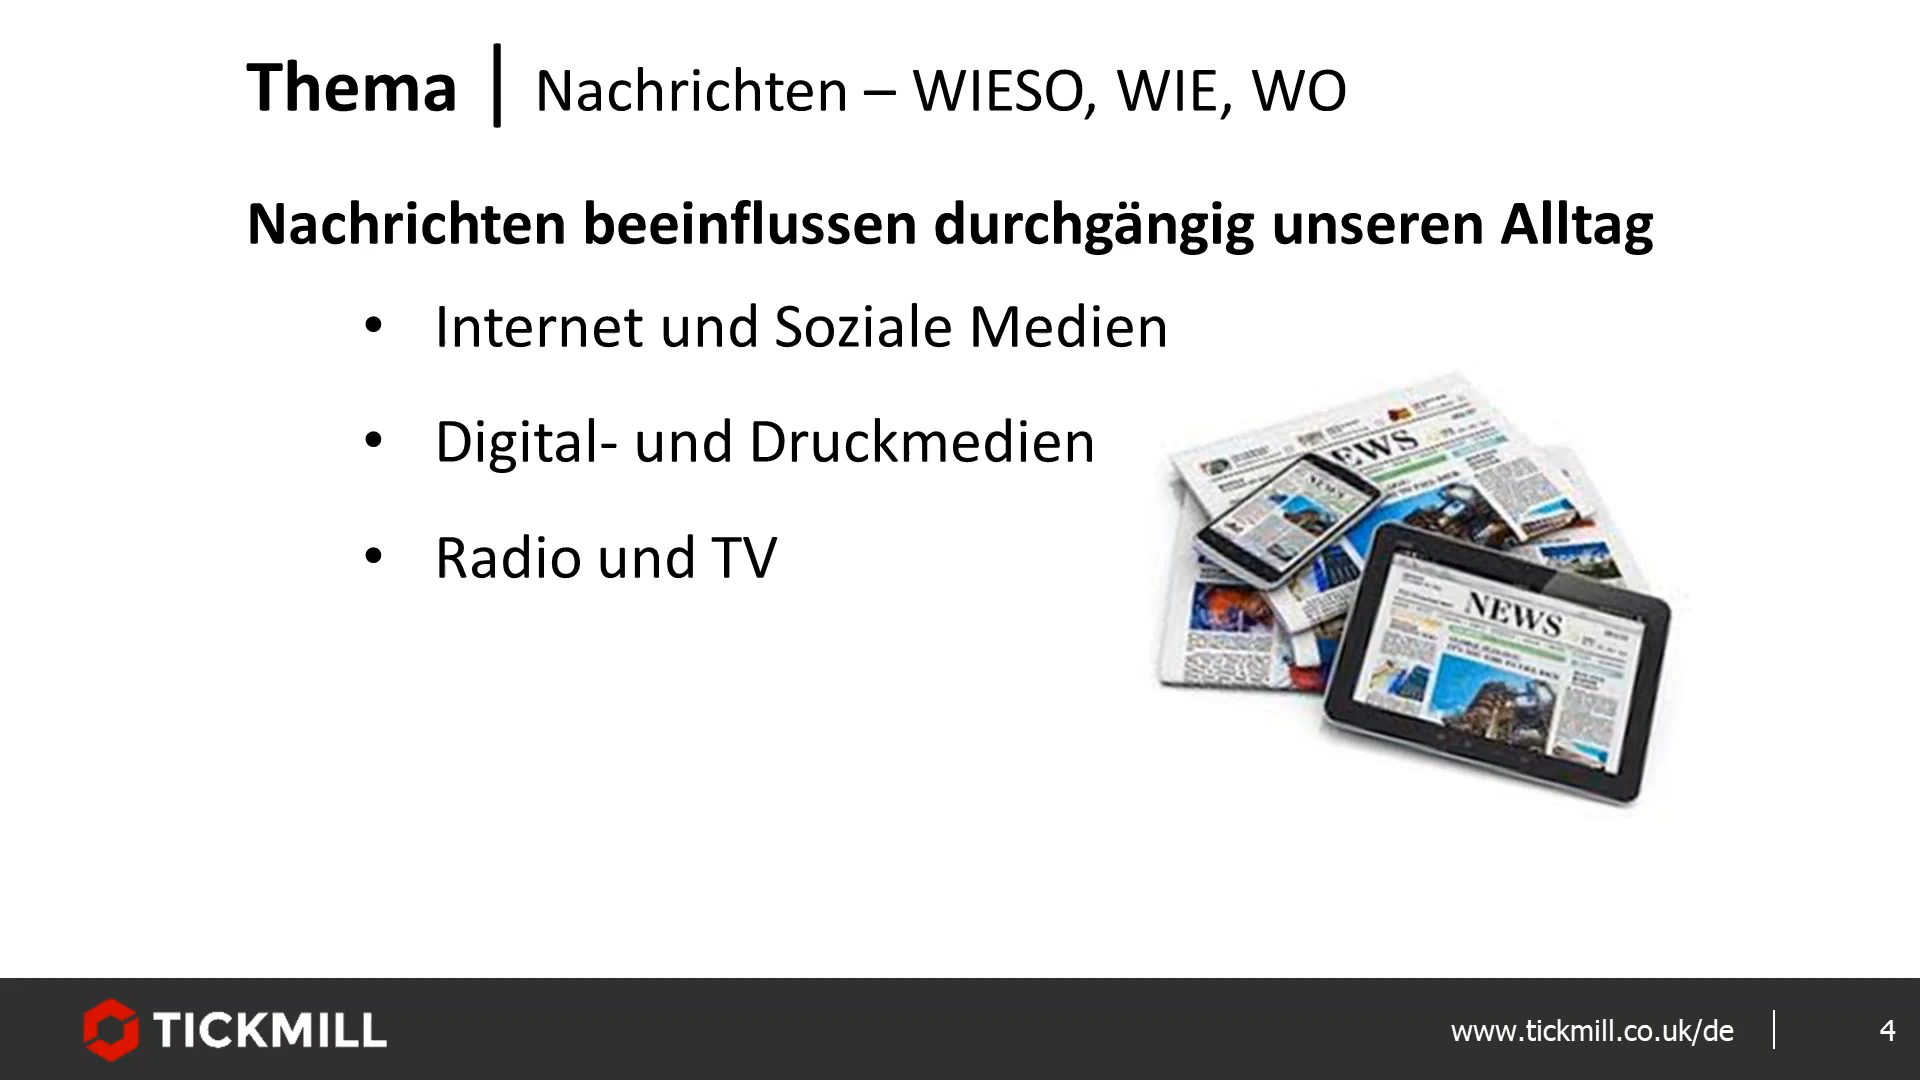 Thema | Nachrichten – WIESO, WIE, WO
Nachrichten beeinflussen durchgängig unseren Alltag
• Internet und Soziale Medien
• Digital- und Druckmedien
• Radio und TV
NEWS
NEWS
NEWS
TICKMILL
www.tickmill.co.uk/de
4